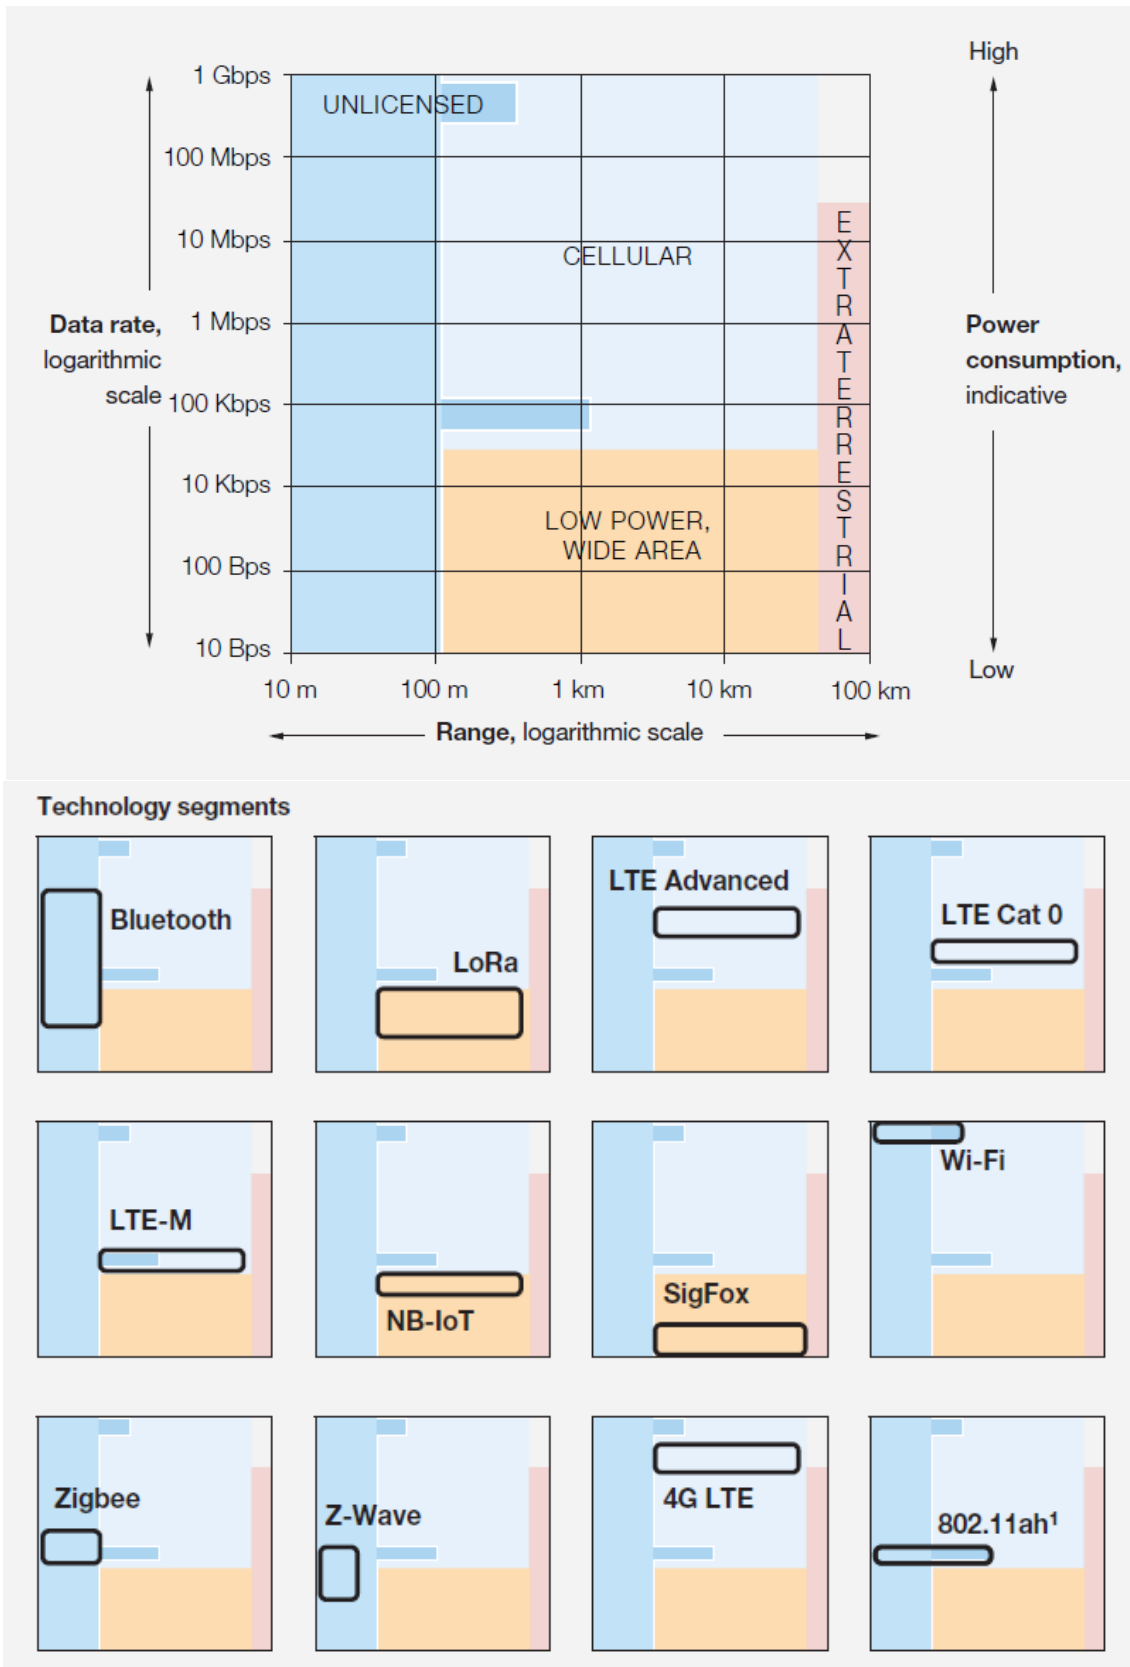 High
1 Gbps
UNLICENSED
100 Mbps
10 Mbps
CELLULAR
EXTRATERRESTRIAL
Data rate,
logarithmic
scale
1 Mbps
Power
consumption,
indicative
100 Kbps
10 Kbps
LOW POWER,
WIDE AREA
100 Bps
10 Bps
Low
10 m 100 m 1 km 10 km 100 km
Range, logarithmic scale
Technology segments
Bluetooth
LoRa
LTE Advanced
LTE Cat 0
LTE-M
NB-IoT
SigFox
Wi-Fi
Zigbee
Z-Wave
4G LTE
802.11ah¹